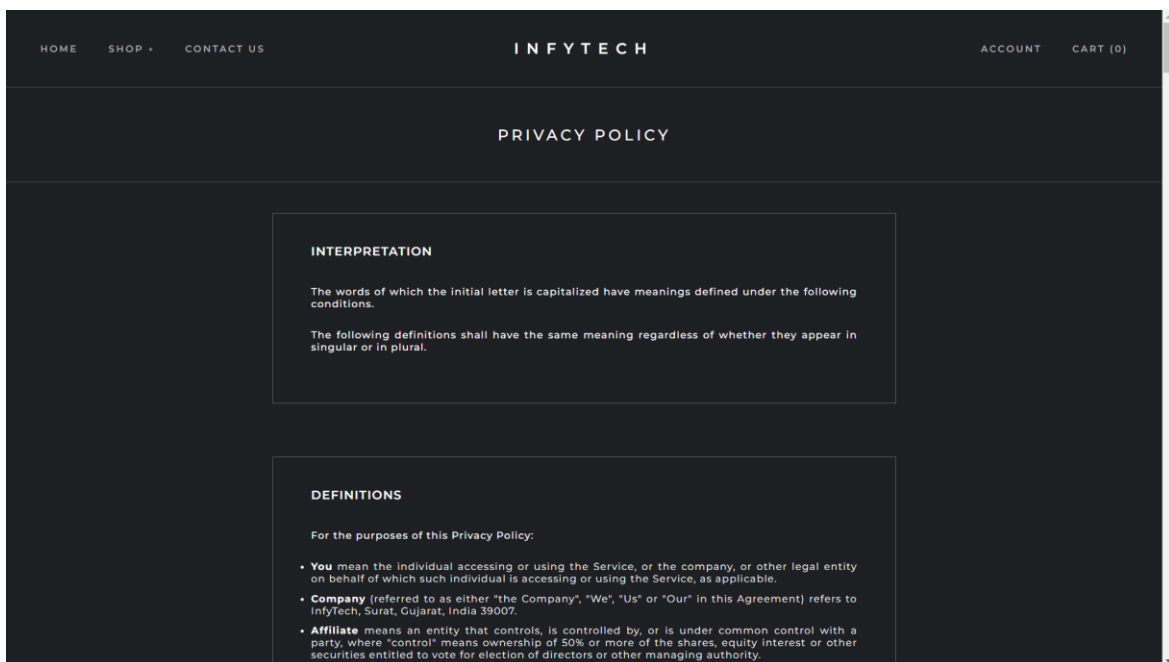 HOME SHOP + CONTACT US INFYTECH ACCOUNT CART (0)
PRIVACY POLICY
INTERPRETATION
The words of which the initial letter is capitalized have meanings defined under the following
conditions.
The following definitions shall have the same meaning regardless of whether they appear in
singular or in plural.
DEFINITIONS
For the purposes of this Privacy Policy:
• You mean the individual accessing or using the Service, or the company, or other legal entity
on behalf of which such individual is accessing or using the Service, as applicable.
• Company (referred to as either "the Company", "We", "Us" or "Our" in this Agreement) refers to
InfyTech, Surat, Gujarat, India 39007.
• Affiliate means an entity that controls, is controlled by, or is under common control with a
party, where "control" means ownership of 50% or more of the shares, equity interest or other
securities entitled to vote for election of directors or other managing authority.